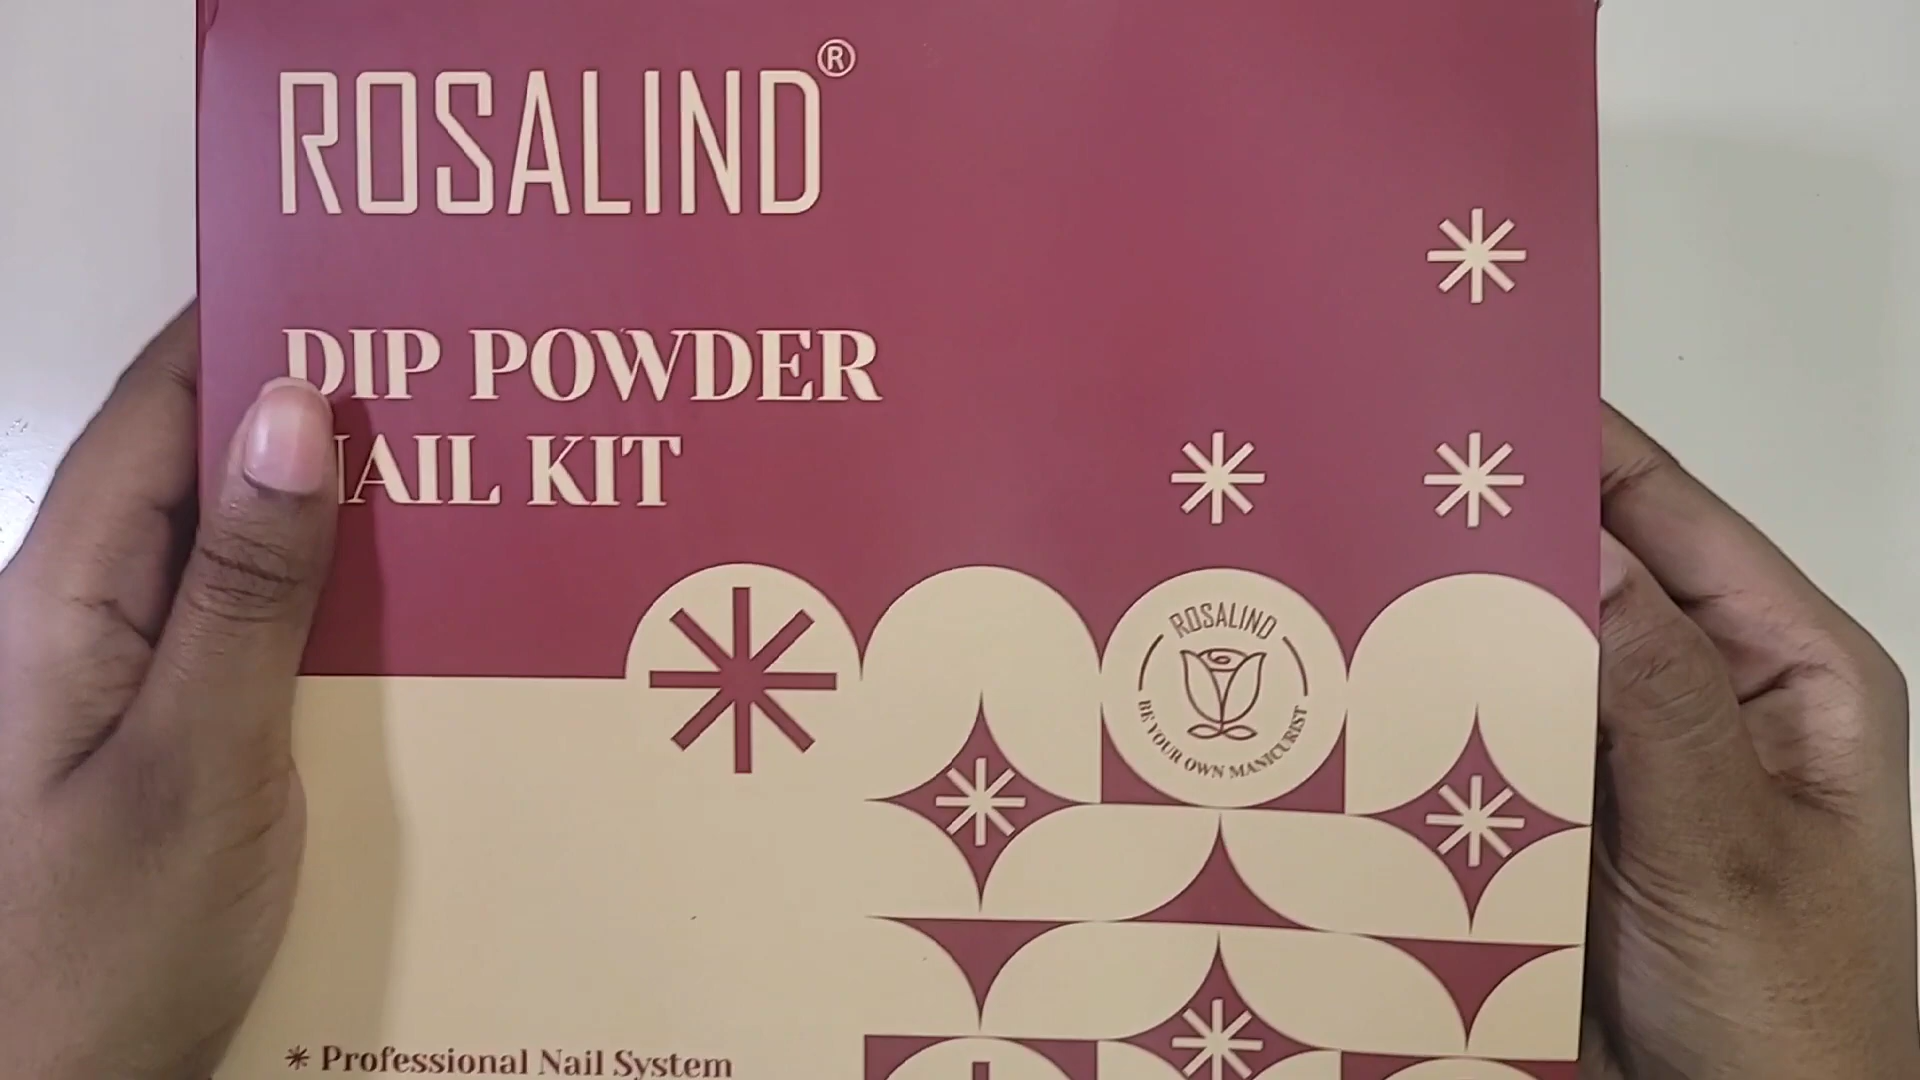 ROSALIND®
DIP POWDER
NAIL KIT
ROSALIND
BE YOUR OWN MANICURIST
Professional Nail System